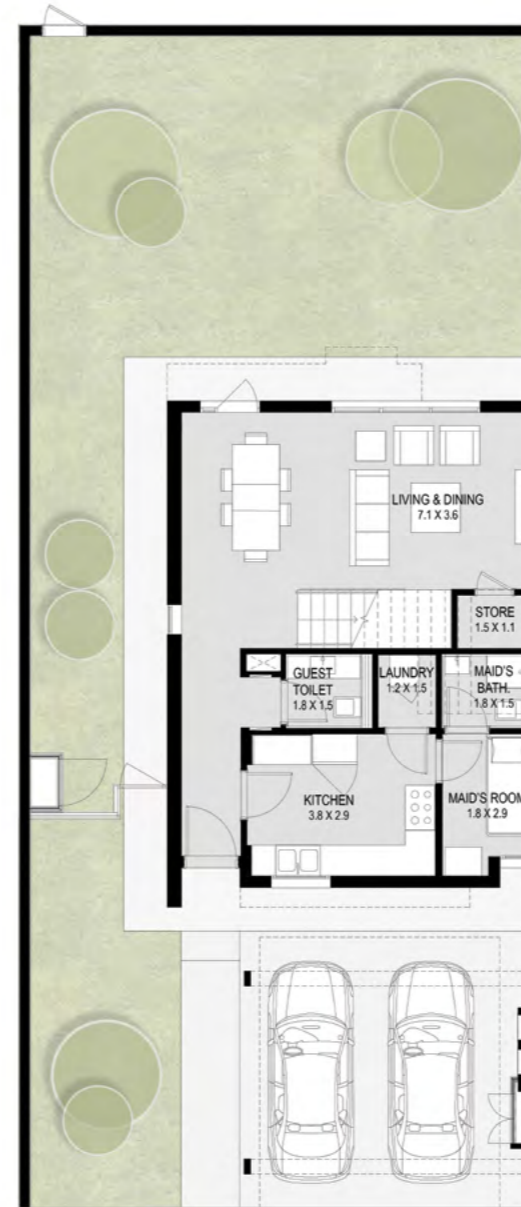 LIVING & DINING
7.1 X 3.6
STORE
1.5 X 1.1
GUEST
TOILET
1.8 X 1.5
LAUNDRY
1.2 X 1.5
MAID'S
BATH.
1.8 X 1.5
KITCHEN
3.8 X 2.9
MAID'S ROOM
1.8 X 2.9